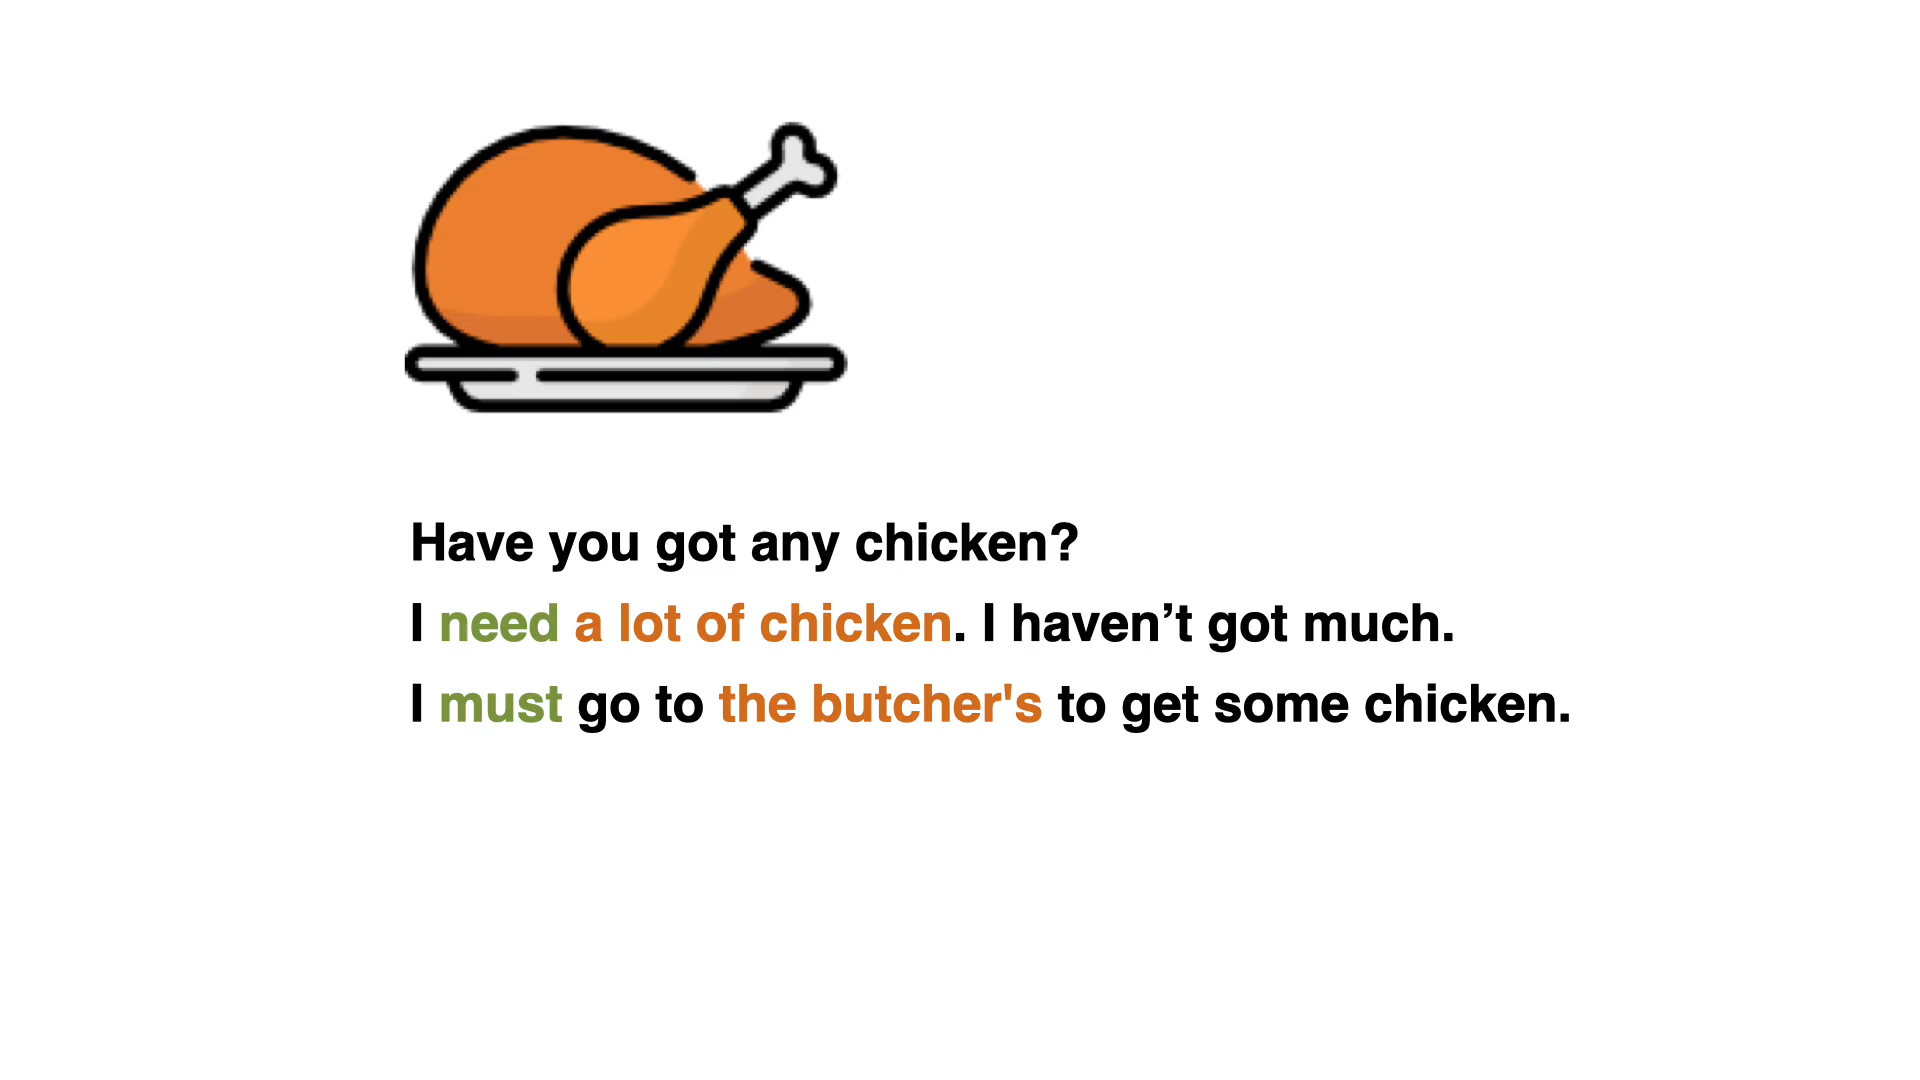 Have you got any chicken?
I need a lot of chicken. I haven’t got much.
I must go to the butcher's to get some chicken.